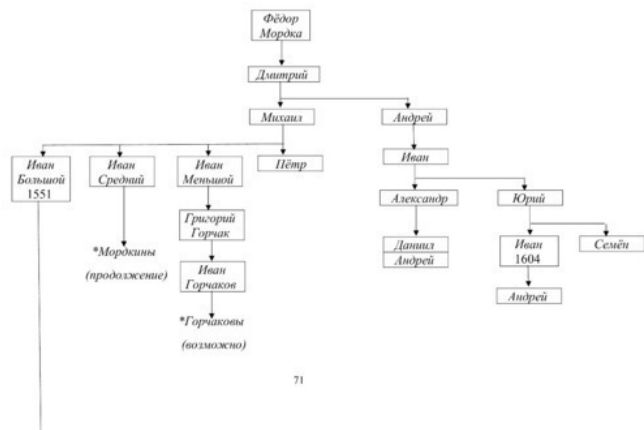 Фёдор
Мордка
Дмитрий
Михаил
Андрей
Иван
Большой
1551
Иван
Средний
Иван
Меньшой
Пётр
Иван
Александр
Юрий
Григорий
Горчак
*Мордкины
(продолжение)
Даниил
Андрей
Иван
1604
Семён
Иван
Горчаков
Андрей
*Горчаковы
(возможно)
71